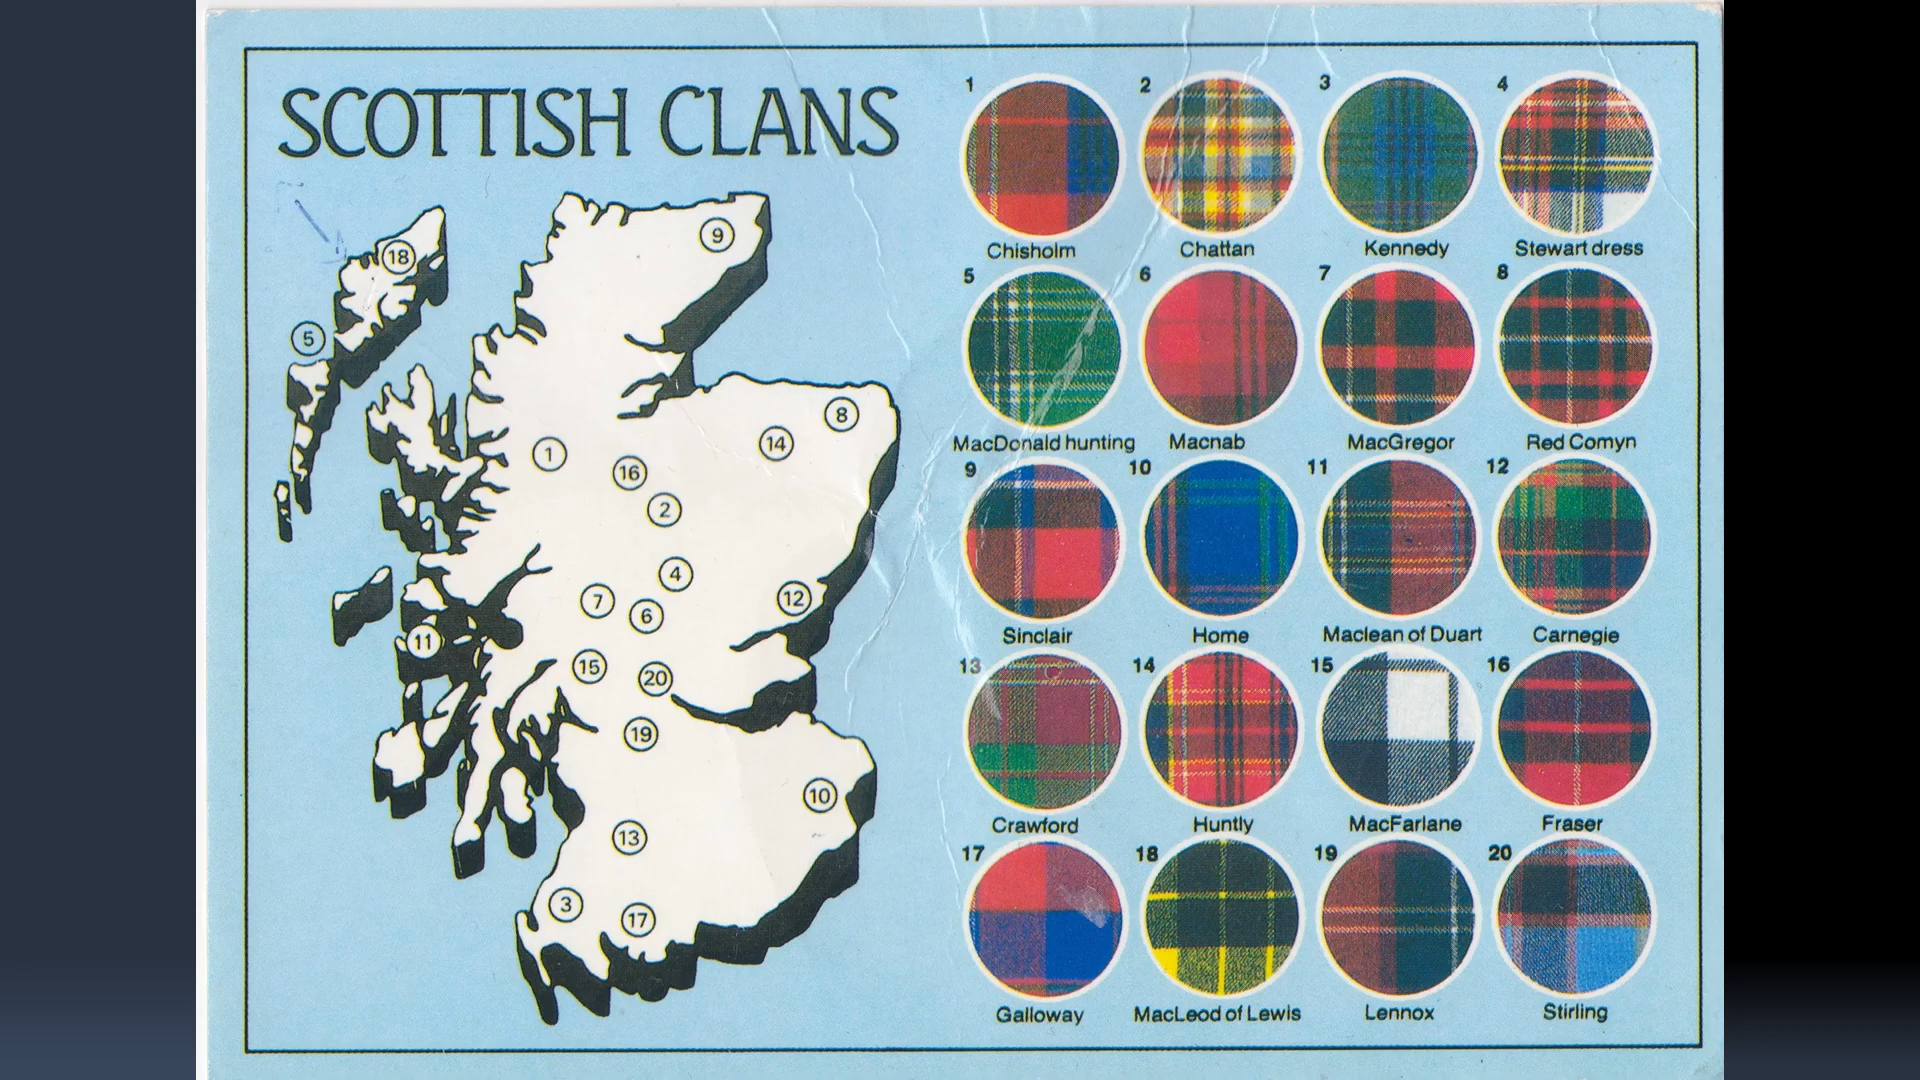 SCOTTISH CLANS
18
9
5
8
14
1
16
2
4
7
6
12
11
15
20
19
10
13
3
17
1
2
3
4
Chisholm
Chattan
Kennedy
Stewart dress
5
6
7
8
MacDonald hunting
Macnab
MacGregor
Red Comyn
9
10
11
12
Sinclair
Home
Maclean of Duart
Carnegie
13
14
15
16
Crawford
Huntly
MacFarlane
Fraser
17
18
19
20
Galloway
MacLeod of Lewis
Lennox
Stirling